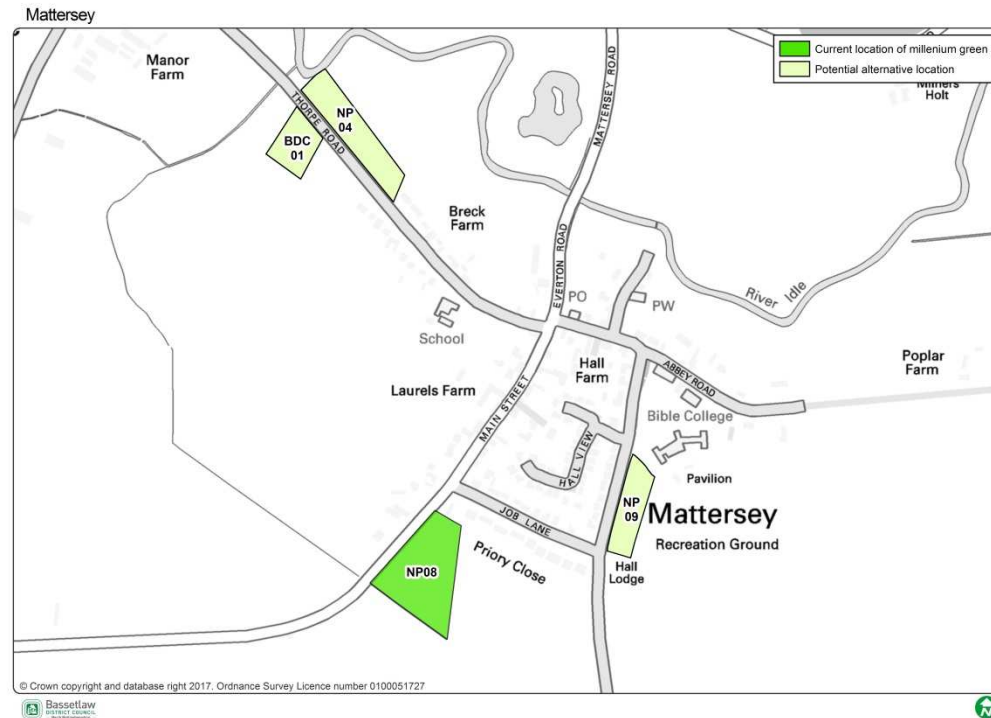 Mattersey
Current location of millenium green
Potential alternative location
Manor
Farm
Holt
NP
04
BDC
01
THORPE ROAD
MATTERSEY ROAD
Breck
Farm
EVERTON ROAD
River Idle
PO
PW
School
Hall
Farm
Poplar
Farm
Laurels Farm
MAIN STREET
ABBEY ROAD
Bible College
HALL VIEW
Pavilion
NP
09
Mattersey
Recreation Ground
JOB LANE
Priory Close
Hall
Lodge
NP08
© Crown copyright and database right 2017. Ordnance Survey Licence number 0100051727
Bassetlaw
DISTRICT COUNCIL
N